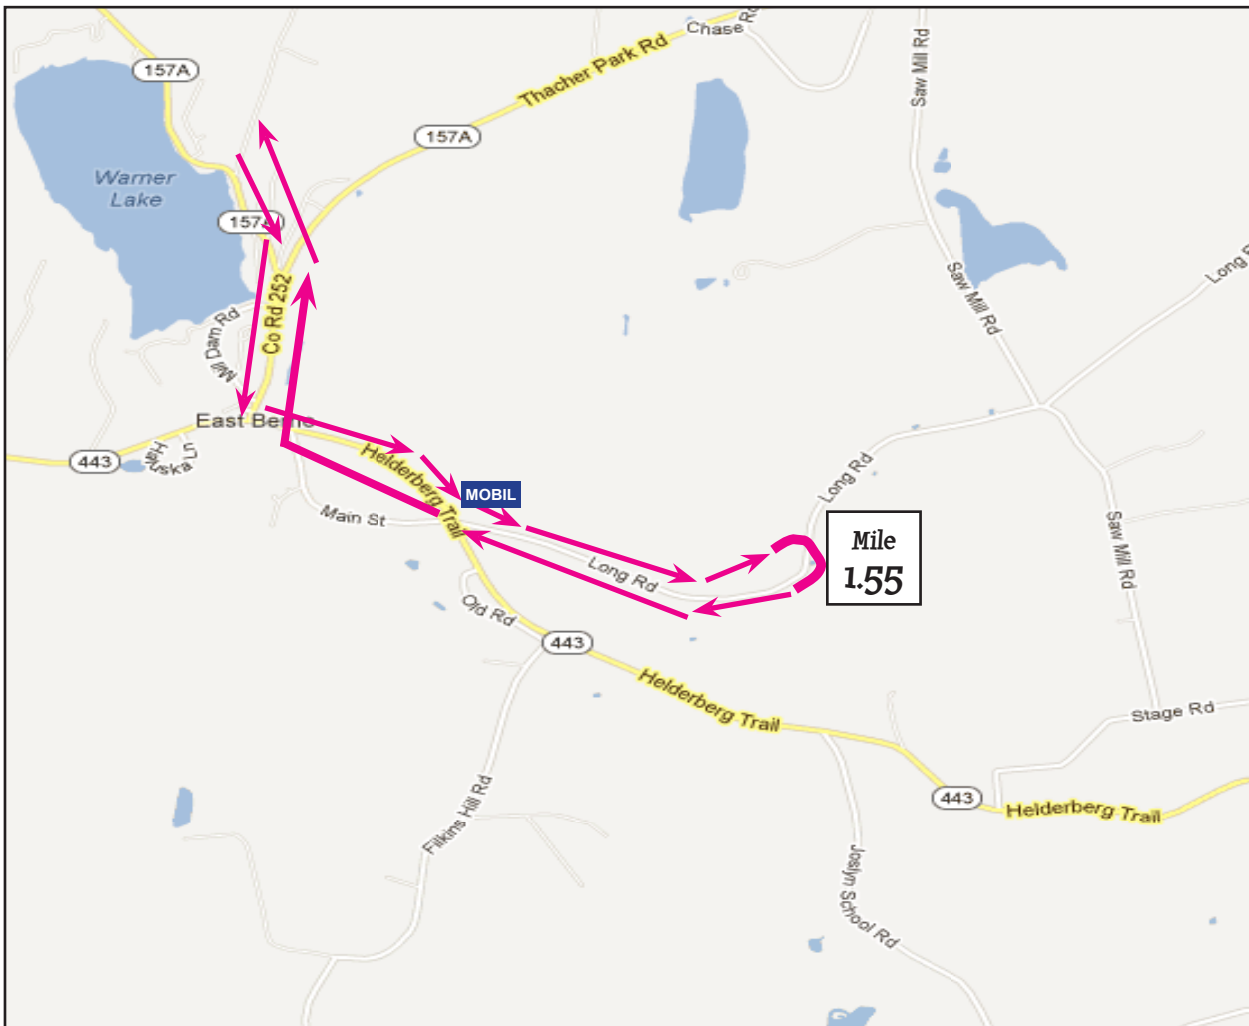 Chase Rd
Thacher Park Rd
Saw Mill Rd
157A
157A
Warner
Lake
157A
Long R
Saw Mill Rd
Co Rd 252
Mill Dam Rd
East Berne
443
Haluska Ln
Helderberg Trail
Long Rd
MOBIL
Main St
Mile
1.55
Saw Mill Rd
Long Rd
Old Rd
443
Helderberg Trail
Stage Rd
443
Helderberg Trail
Filkins Hill Rd
Joslyn School Rd